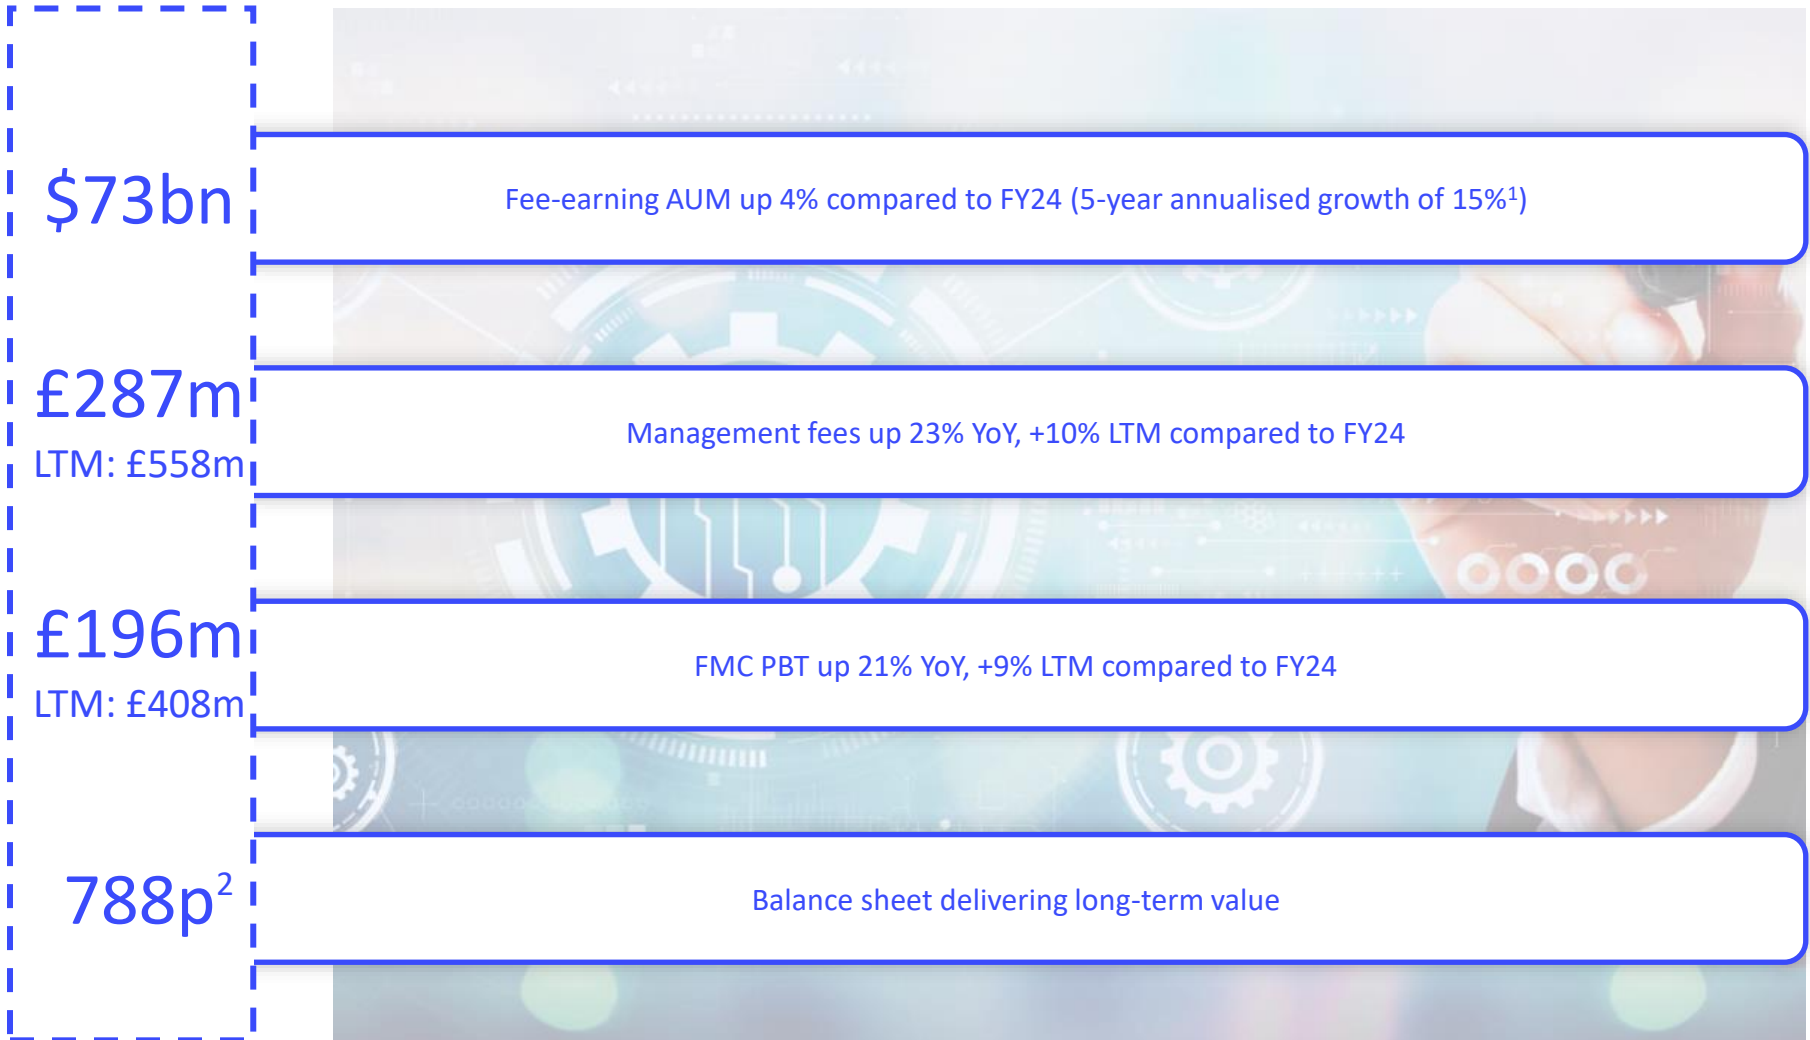 $73bn
Fee-earning AUM up 4% compared to FY24 (5-year annualised growth of 15%¹)
£287m
LTM: £558m
Management fees up 23% YoY, +10% LTM compared to FY24
£196m
LTM: £408m
FMC PBT up 21% YoY, +9% LTM compared to FY24
788p²
Balance sheet delivering long-term value